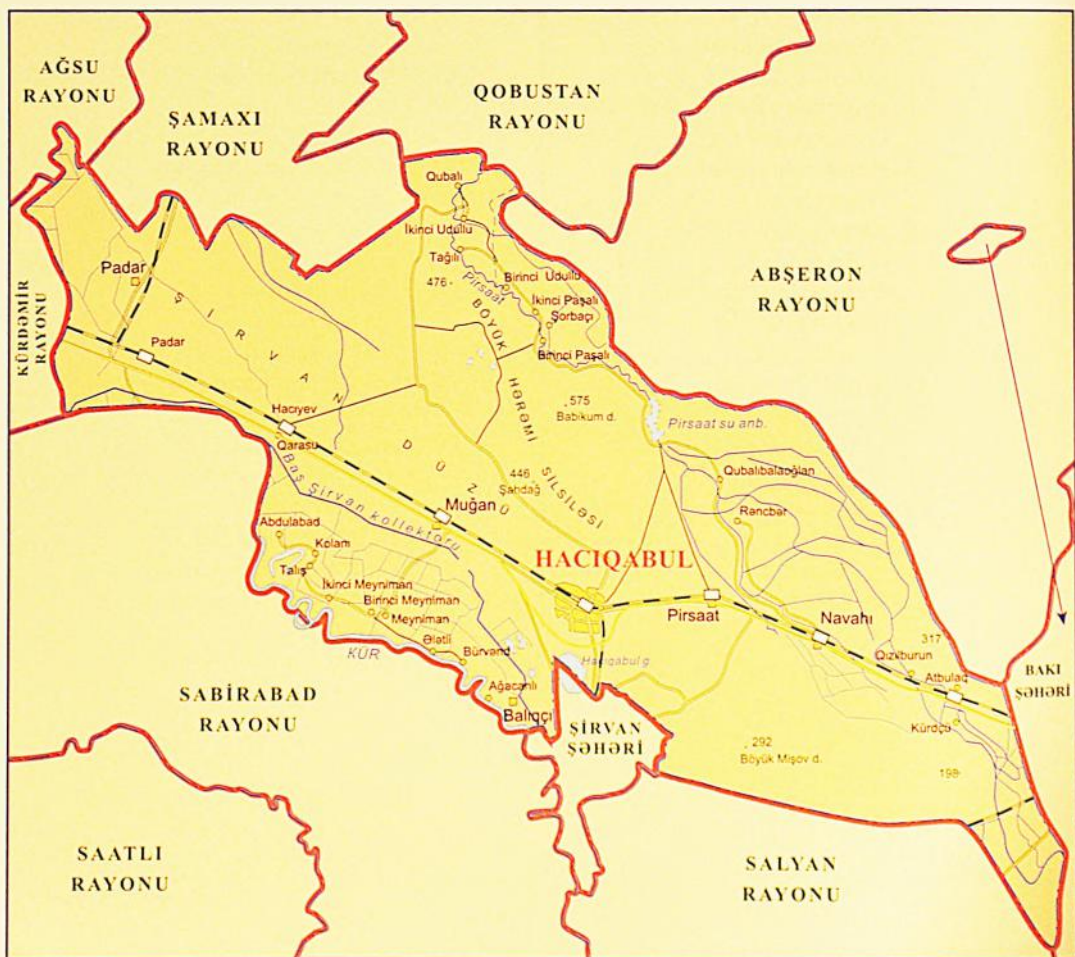 AĞSU
RAYONU
ŞAMAXI
RAYONU
QOBUSTAN
RAYONU
Qubalı
İkinci Udullu
Tağılı
Birinci Udullu
476
Pirsaat
İkinci Paşalı
Şorbaçı
Birinci Paşalı
ABŞERON
RAYONU
Padar
KÜRDƏMİR
RAYONU
Padar
ŞİRVAN DÜZÜ
BÖYÜK HƏRƏMİ SİLSİLƏSİ
575
Babikum d.
Pirsaat su anb.
Hacıyev
Qarasu
Baş Şirvan kollektoru
446
Şahdağ
Qubalıbalaoğlan
Rəncbər
Muğan
Abdulabad
Kolanı
Talış
İkinci Meyniman
Birinci Meyniman
Meyniman
HACIQABUL
Pirsaat
Navahı
Ələtli
Bürvənd
KÜR
Hacıqabul g.
317
Qızılburun
Atbulaq
BAKI
ŞƏHƏRİ
Ağacanlı
Balıqçı
SABİRABAD
RAYONU
ŞİRVAN
ŞƏHƏRİ
Kürdçü
292
Böyük Mişov d.
198
SAATLI
RAYONU
SALYAN
RAYONU